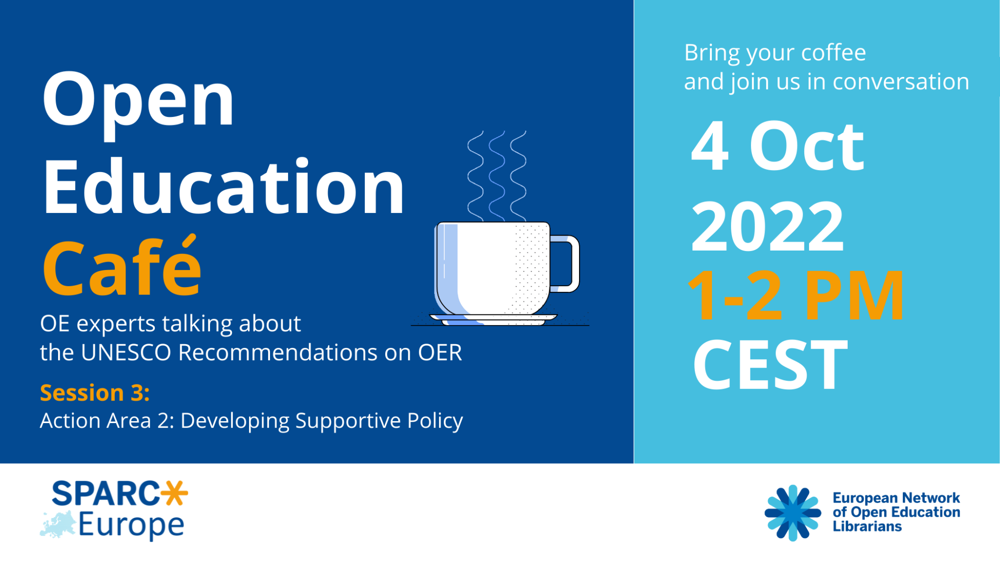 Open
Education
Café
OE experts talking about
the UNESCO Recommendations on OER
Session 3:
Action Area 2: Developing Supportive Policy
Bring your coffee
and join us in conversation
4 Oct
2022
1-2 PM
CEST
SPARC
Europe
European Network
of Open Education
Librarians